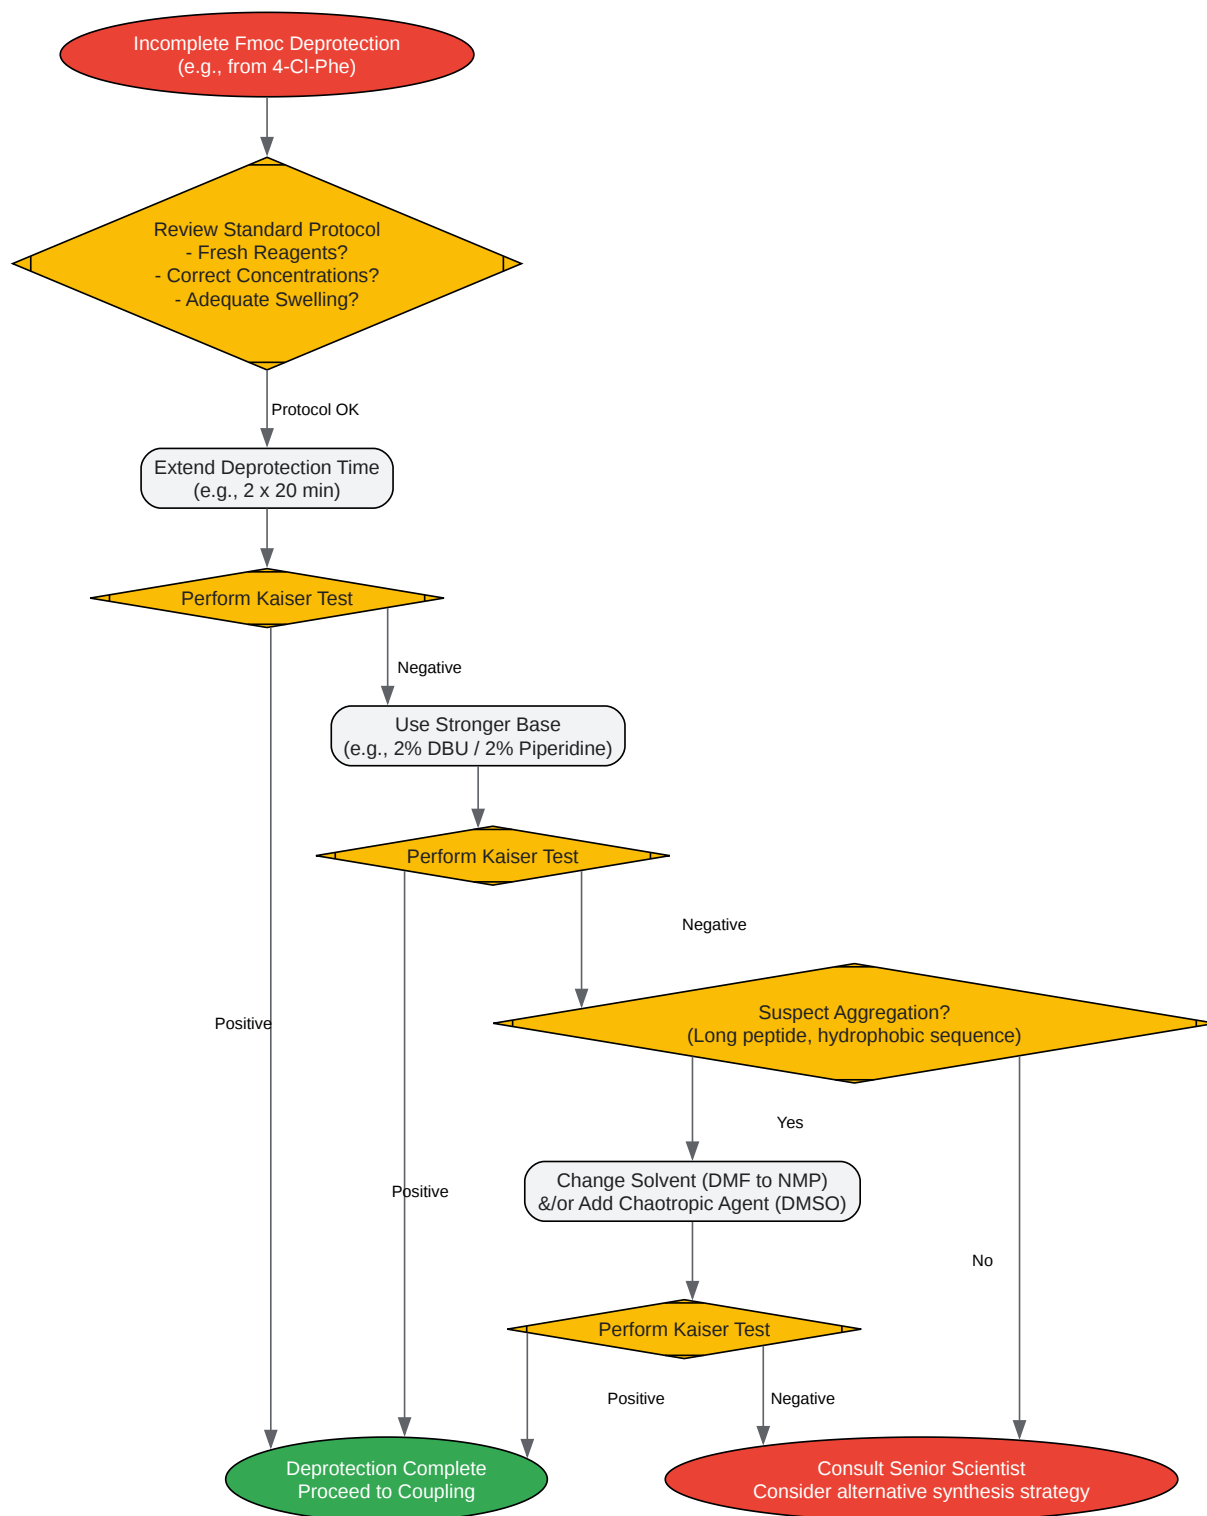 Incomplete Fmoc Deprotection
(e.g., from 4-Cl-Phe)
Review Standard Protocol
- Fresh Reagents?
- Correct Concentrations?
- Adequate Swelling?
Protocol OK
Extend Deprotection Time
(e.g., 2 x 20 min)
Perform Kaiser Test
Negative
Use Stronger Base
(e.g., 2% DBU / 2% Piperidine)
Perform Kaiser Test
Negative
Suspect Aggregation?
(Long peptide, hydrophobic sequence)
Positive
Yes
Change Solvent (DMF to NMP)
&/or Add Chaotropic Agent (DMSO)
Positive
No
Perform Kaiser Test
Positive
Negative
Deprotection Complete
Proceed to Coupling
Consult Senior Scientist
Consider alternative synthesis strategy